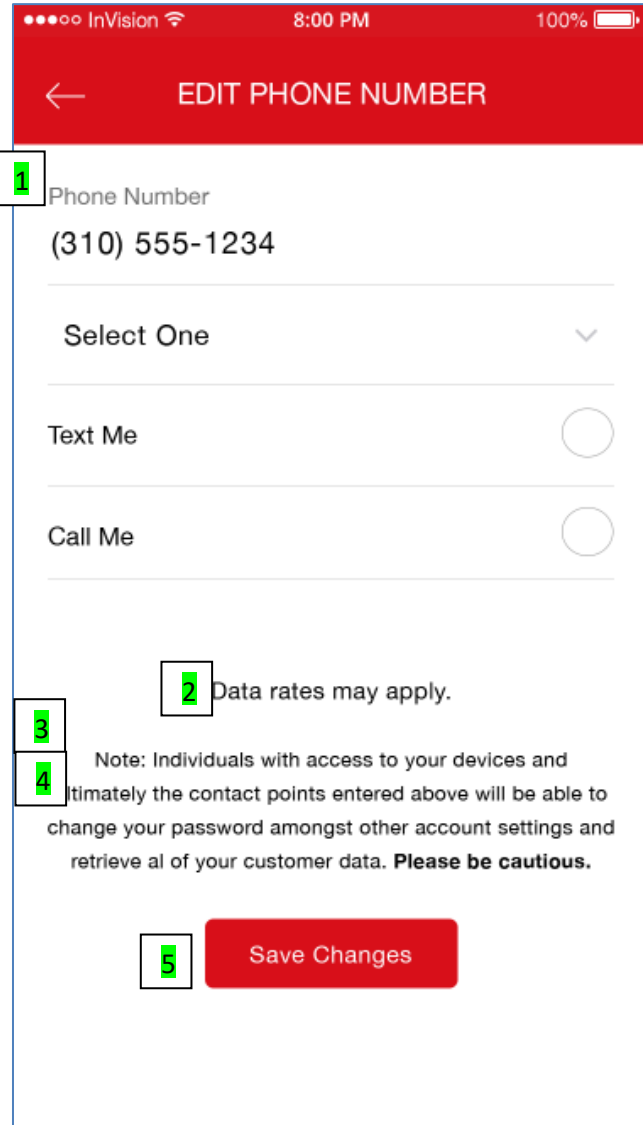 InVision 8:00 PM 100%
EDIT PHONE NUMBER
1
Phone Number
(310) 555-1234
Select One
Text Me
Call Me
2 Data rates may apply.
3
Note: Individuals with access to your devices and
4 ltimately the contact points entered above will be able to
change your password amongst other account settings and
retrieve al of your customer data. Please be cautious.
5 Save Changes